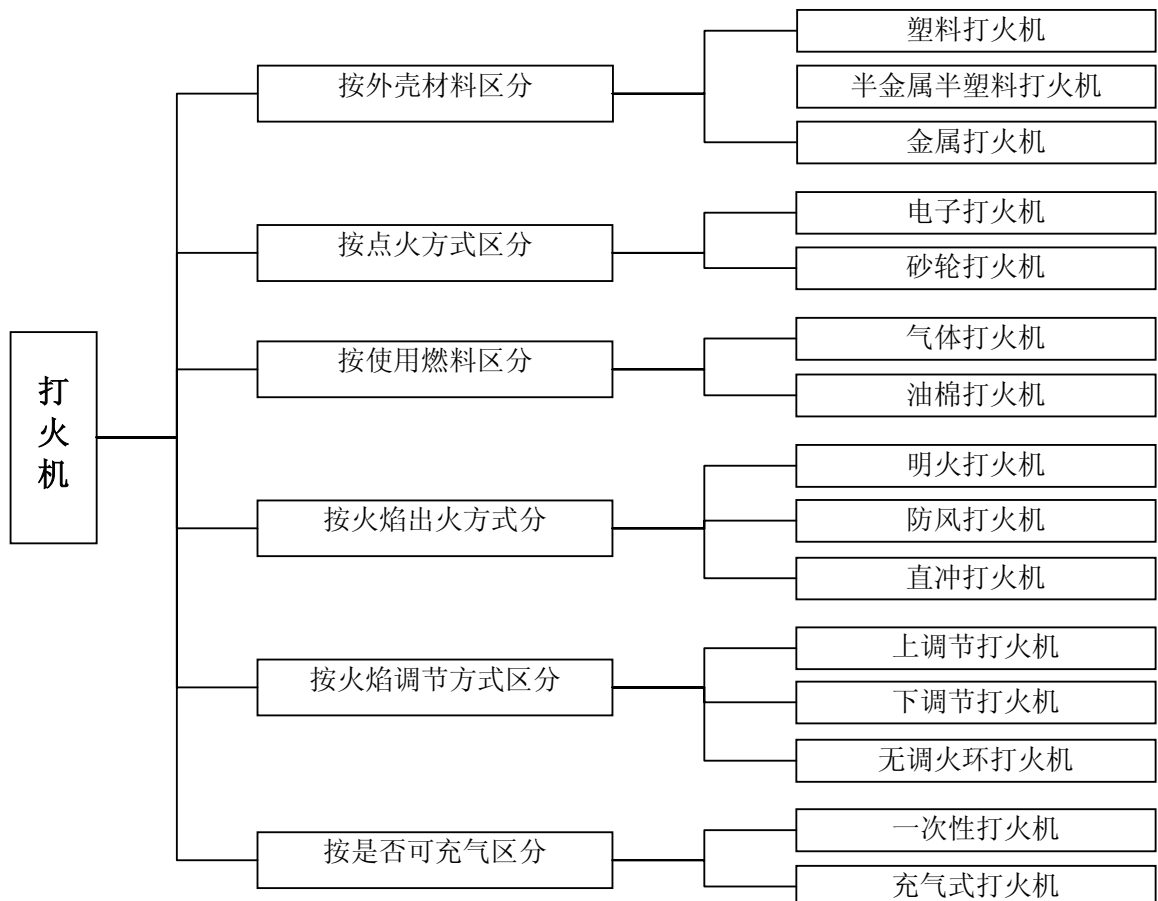 打火机
按外壳材料区分
塑料打火机
半金属半塑料打火机
金属打火机
按点火方式区分
电子打火机
砂轮打火机
按使用燃料区分
气体打火机
油棉打火机
按火焰出火方式分
明火打火机
防风打火机
直冲打火机
按火焰调节方式区分
上调节打火机
下调节打火机
无调火环打火机
按是否可充气区分
一次性打火机
充气式打火机